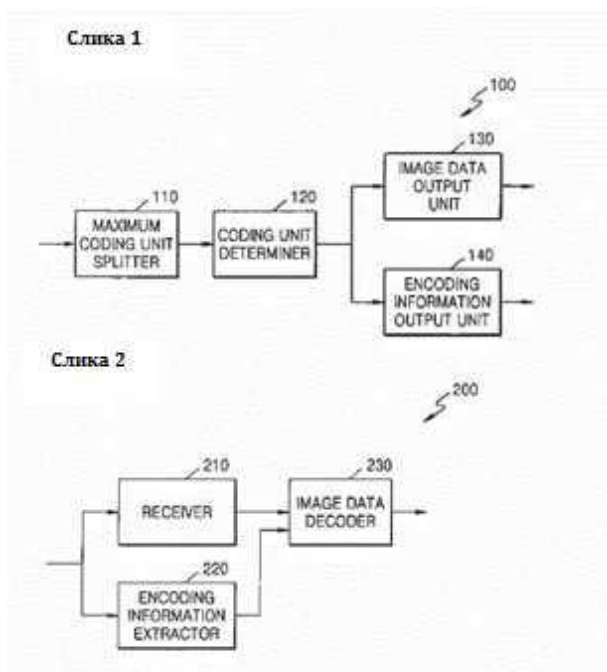 Слика 1
100
130
IMAGE DATA
OUTPUT
UNIT
110
120
MAXIMUM
CODING UNIT
SPLITTER
CODING UNIT
DETERMINER
140
ENCODING
INFORMATION
OUTPUT UNIT
Слика 2
200
210
230
RECEIVER
IMAGE DATA
DECODER
220
ENCODING
INFORMATION
EXTRACTOR